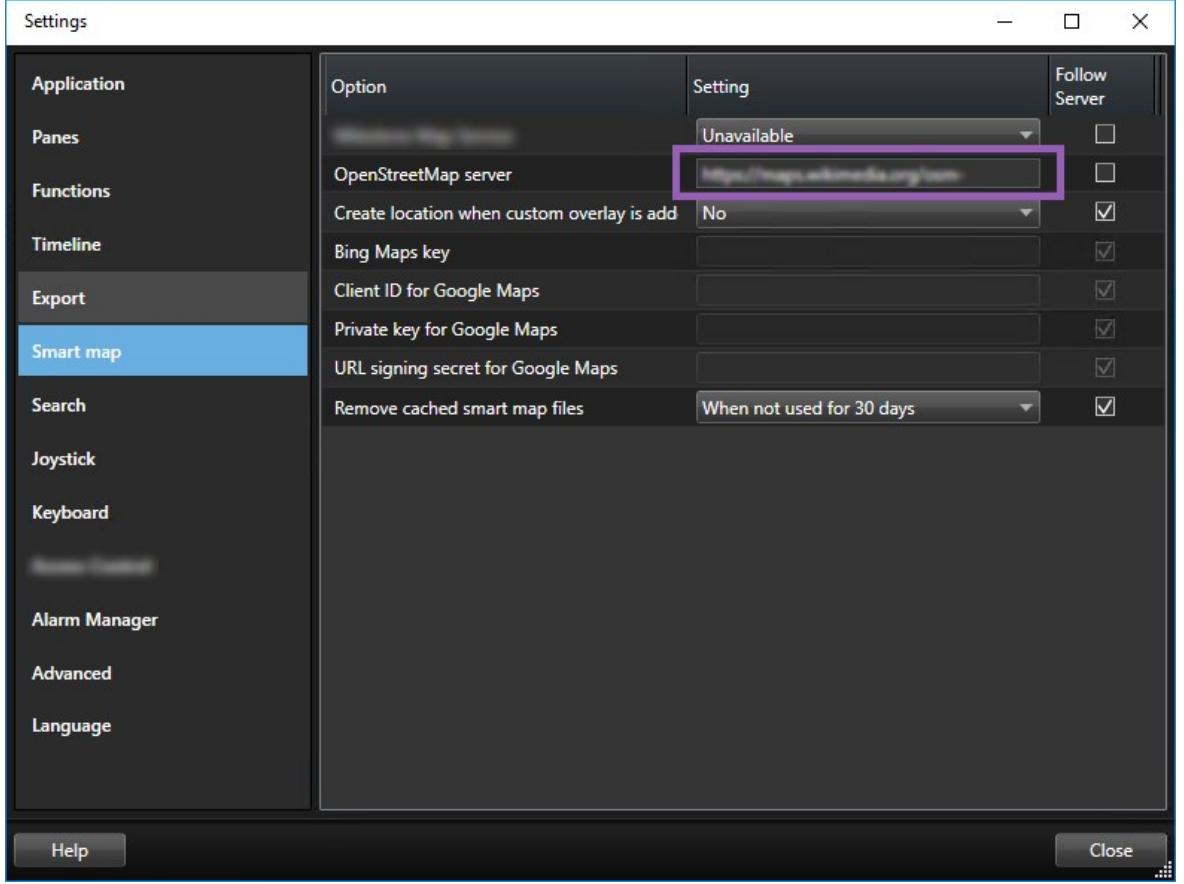 Settings
Application
Panes
Functions
Timeline
Export
Smart map
Search
Joystick
Keyboard
Alarm Manager
Advanced
Language
Option Setting Follow Server
Unavailable
OpenStreetMap server
Create location when custom overlay is add No
Bing Maps key
Client ID for Google Maps
Private key for Google Maps
URL signing secret for Google Maps
Remove cached smart map files When not used for 30 days
Help Close